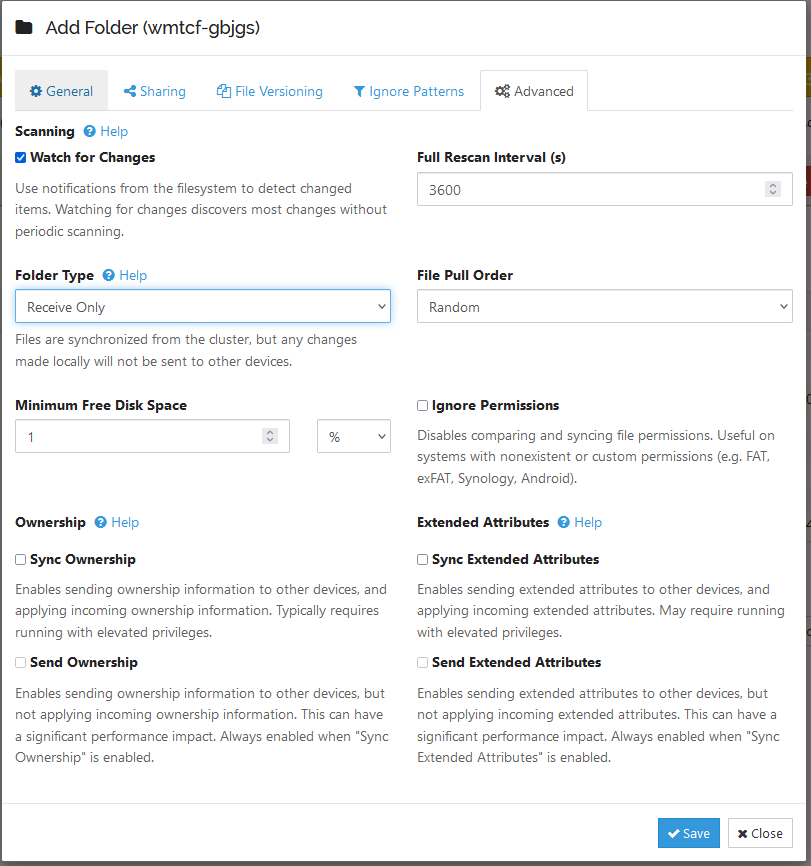 Add Folder (wmtcf-gbjgs)
General
Sharing
File Versioning
Ignore Patterns
Advanced
Scanning Help
Watch for Changes
Use notifications from the filesystem to detect changed
items. Watching for changes discovers most changes without
periodic scanning.
Full Rescan Interval (s)
3600
Folder Type Help
Receive Only
Files are synchronized from the cluster, but any changes
made locally will not be sent to other devices.
File Pull Order
Random
Minimum Free Disk Space
1
%
Ignore Permissions
Disables comparing and syncing file permissions. Useful on
systems with nonexistent or custom permissions (e.g. FAT,
exFAT, Synology, Android).
Ownership Help
Sync Ownership
Enables sending ownership information to other devices, and
applying incoming ownership information. Typically requires
running with elevated privileges.
Send Ownership
Enables sending ownership information to other devices, but
not applying incoming ownership information. This can have
a significant performance impact. Always enabled when "Sync
Ownership" is enabled.
Extended Attributes Help
Sync Extended Attributes
Enables sending extended attributes to other devices, and
applying incoming extended attributes. May require running
with elevated privileges.
Send Extended Attributes
Enables sending extended attributes to other devices, but
not applying incoming extended attributes. This can have a
significant performance impact. Always enabled when "Sync
Extended Attributes" is enabled.
Save
Close